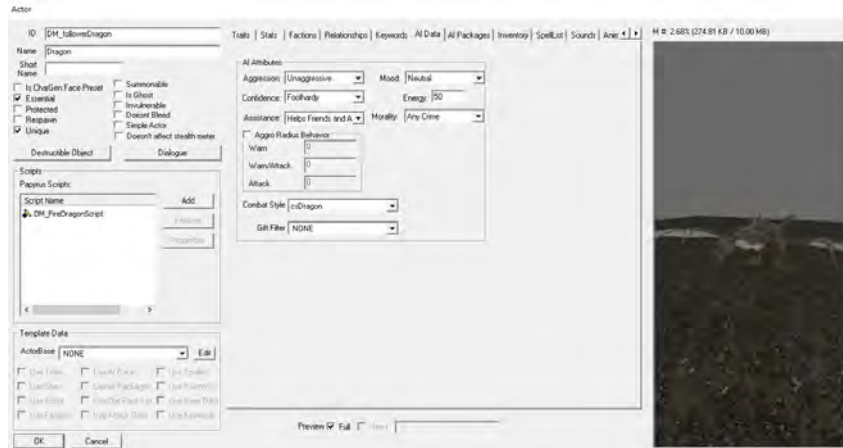 Actor
ID DM_followerDragon
Name Dragon
Short Name
Is CharGen Face Preset
Essential
Protected
Respawn
Unique
Summonable
Is Ghost
Invulnerable
Doesnt Bleed
Simple Actor
Doesn't affect stealth meter.
Destructible Object Dialogue
Scripts
Papyrus Scripts:
Script Name
DM_FireDragonScript
Add
Remove
Properties
Template Data
ActorBase NONE Edit
OK Cancel
Traits Stats Factions Relationships Keywords AI Data AI Packages Inventory SpellList Sounds
AI Attributes
Aggression: Unaggressive Mood: Neutral
Confidence: Foolhardy Energy: 50
Assistance: Helps Friends and A Morality: Any Crime
Aggro Radius Behavior
Warn 0
Warn/Attack 0
Attack 0
Combat Style csDragon
Gift Filter NONE
Preview Full
M #: 2.68% (274.81 KB / 10.00 MB)